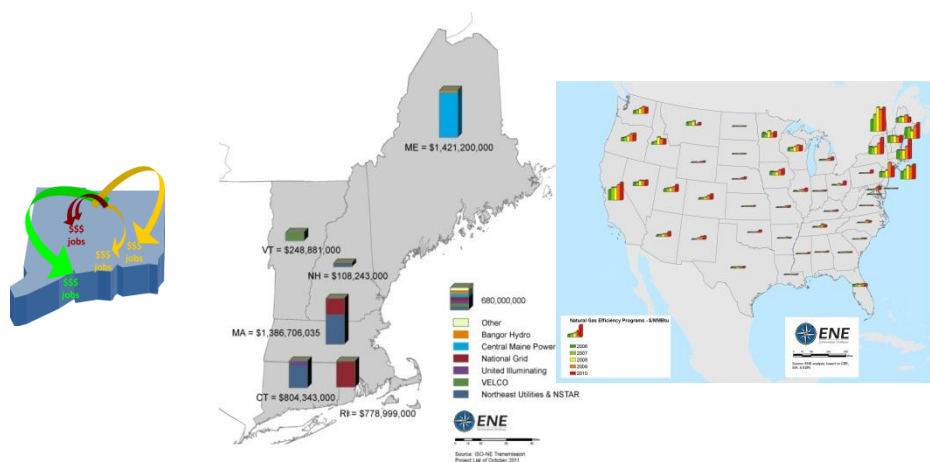 $$$
jobs
$$$
jobs
$$$
jobs
$$$
jobs
ME = $1,421,200,000
VT = $248,881,000
NH = $108,243,000
MA = $1,386,706,035
CT = $804,343,000
RI = $778,999,000
680,000,000
Other
Bangor Hydro
Central Maine Power
National Grid
United Illuminating
VELCO
Northeast Utilities & NSTAR
ENE
Source: ISO-NE Transmission
Project List of October 2011
Natural Gas Efficiency Programs - $/MMBtu
2006
2007
2008
2009
2010
ENE